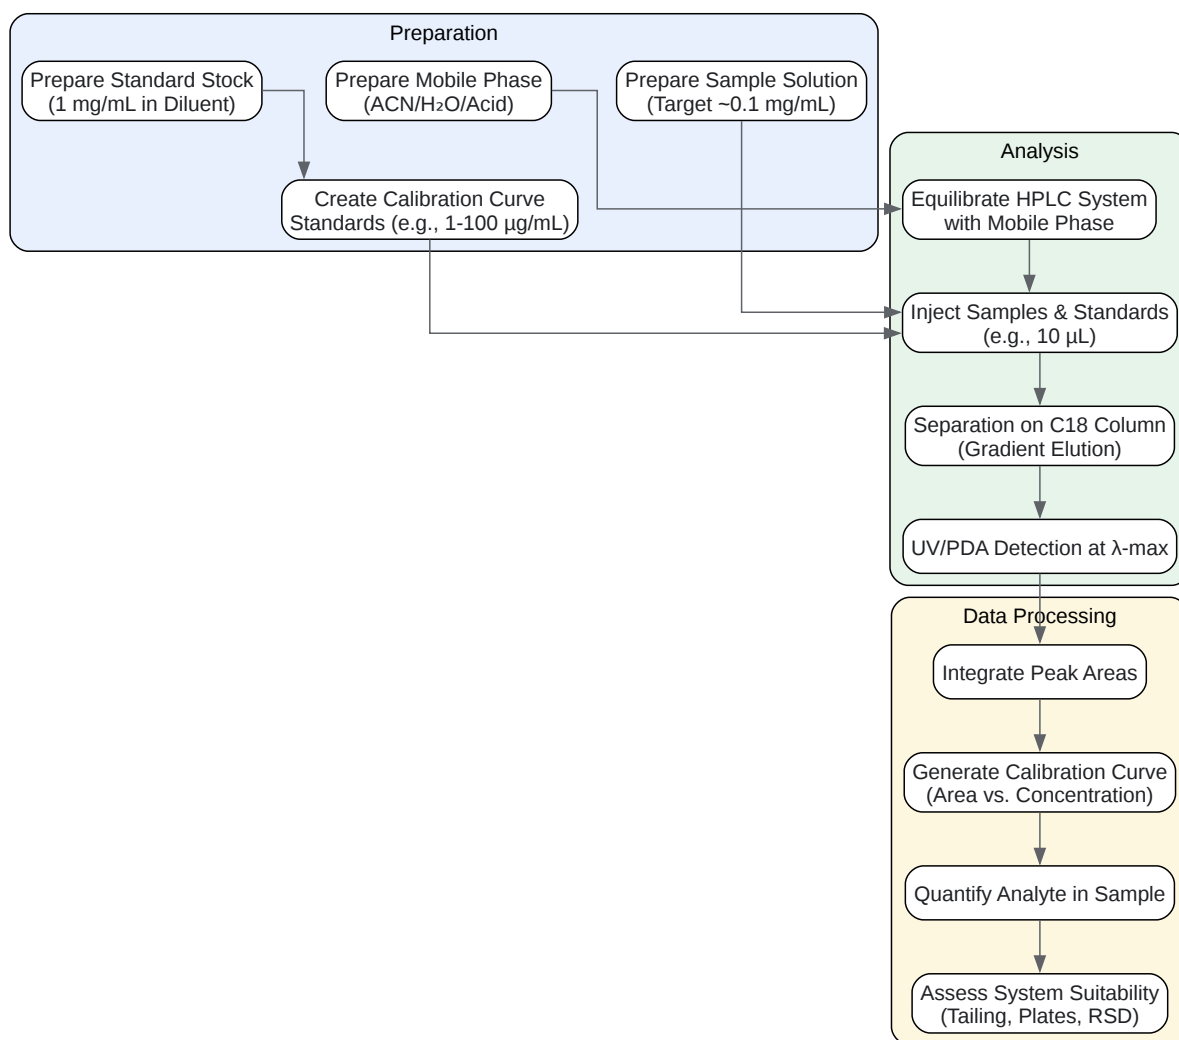 Preparation
Prepare Standard Stock
(1 mg/mL in Diluent)
Prepare Mobile Phase
(ACN/H₂O/Acid)
Prepare Sample Solution
(Target ~0.1 mg/mL)
Create Calibration Curve
Standards (e.g., 1-100 µg/mL)
Analysis
Equilibrate HPLC System
with Mobile Phase
Inject Samples & Standards
(e.g., 10 µL)
Separation on C18 Column
(Gradient Elution)
UV/PDA Detection at λ-max
Data Processing
Integrate Peak Areas
Generate Calibration Curve
(Area vs. Concentration)
Quantify Analyte in Sample
Assess System Suitability
(Tailing, Plates, RSD)